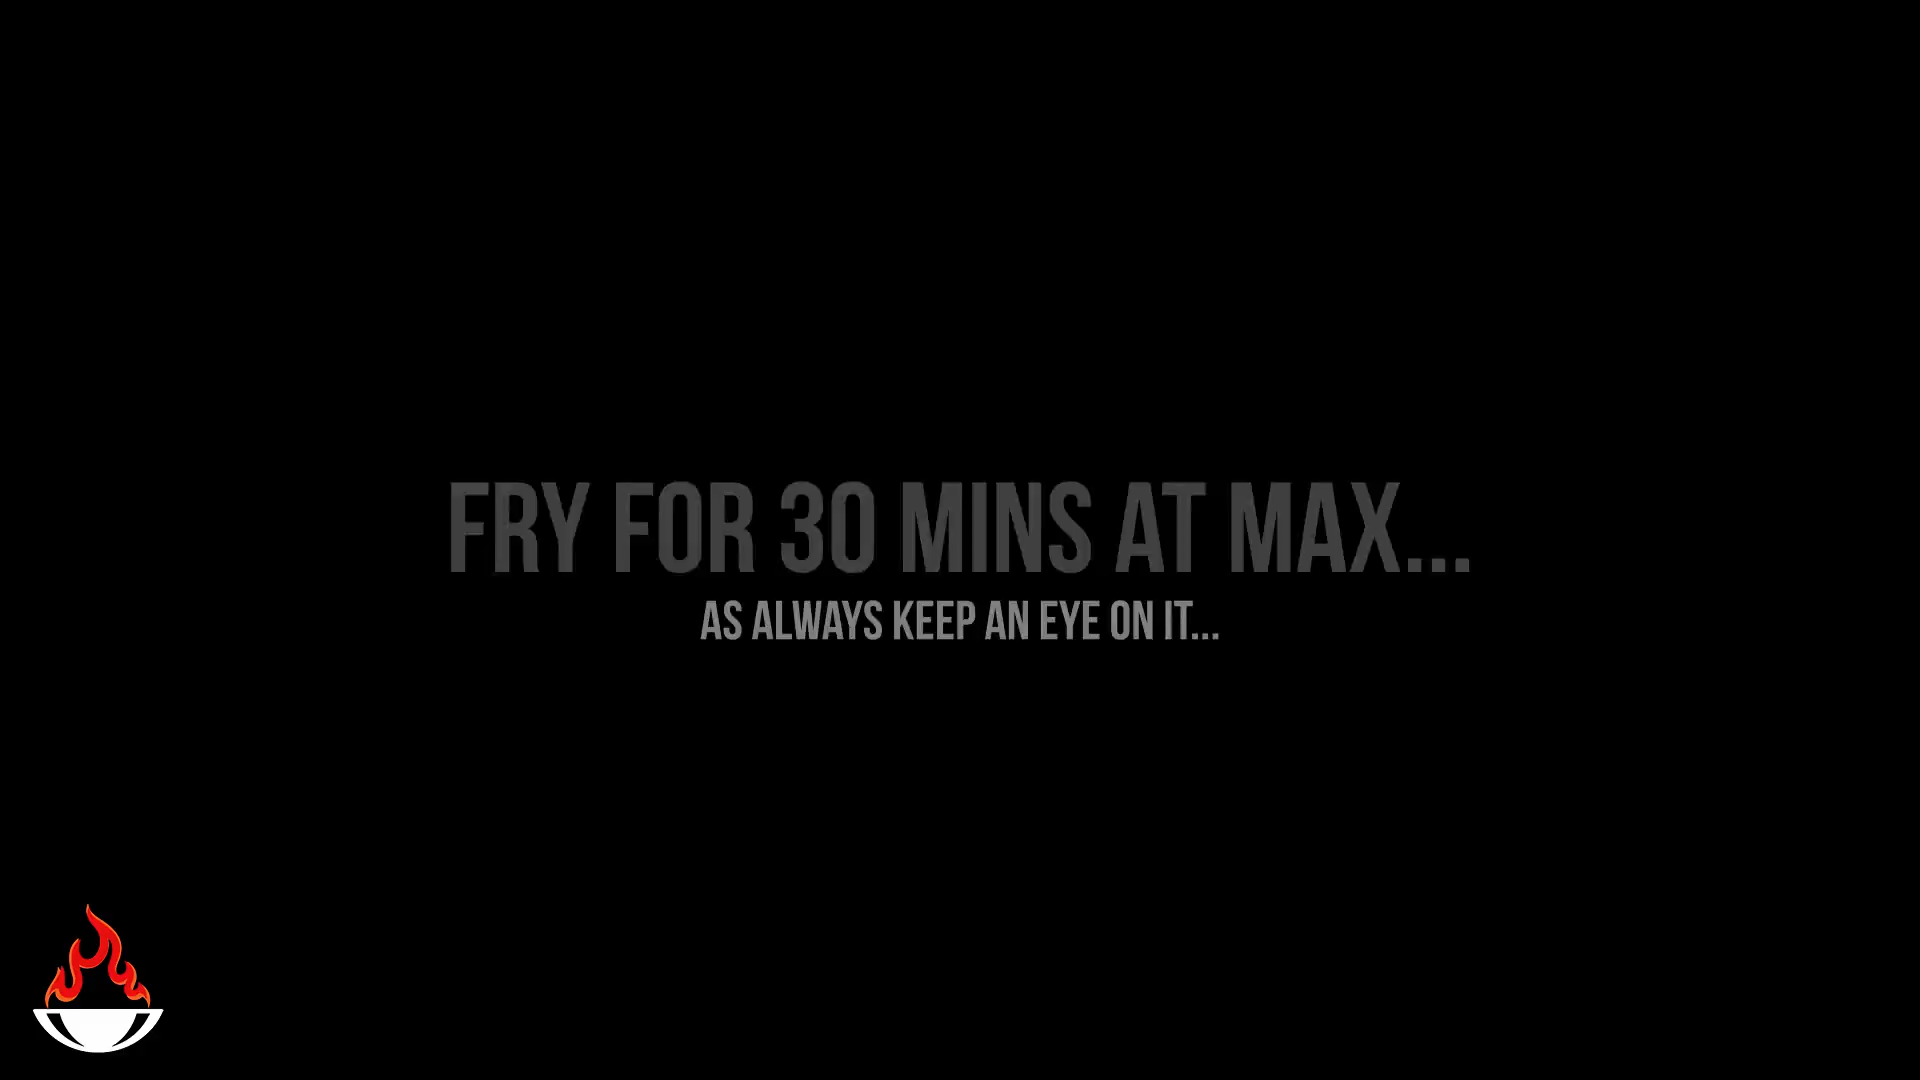 FRY FOR 30 MINS AT MAX...
AS ALWAYS KEEP AN EYE ON IT...